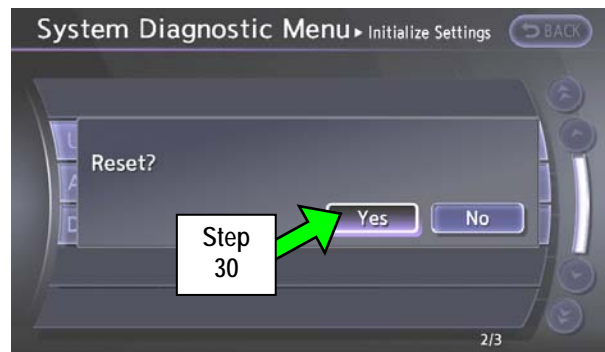 System Diagnostic Menu ▸ Initialize Settings BACK
U
A
D
Reset?
Yes No
Step
30
2/3